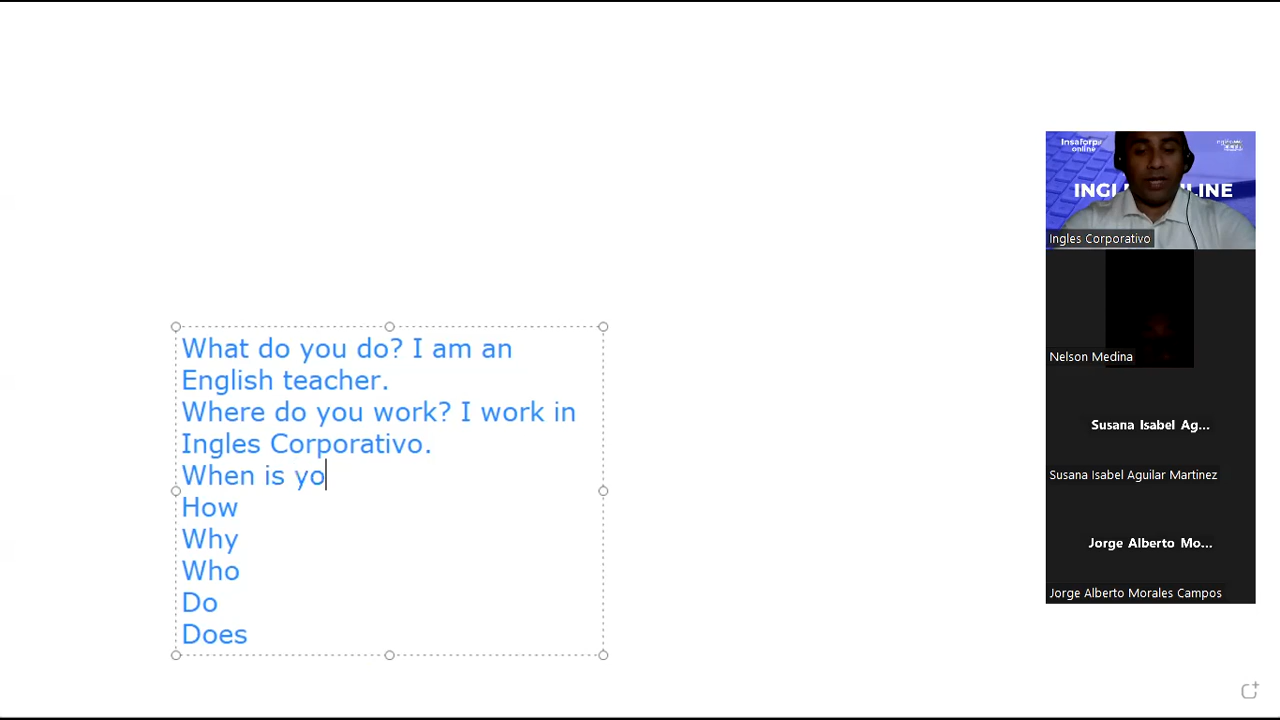 What do you do? I am an
English teacher.
Where do you work? I work in
Ingles Corporativo.
When is yo
How
Why
Who
Do
Does
Insaforp
online
Ingles Corporativo
Nelson Medina
Susana Isabel Ag...
Susana Isabel Aguilar Martinez
Jorge Alberto Mo...
Jorge Alberto Morales Campos